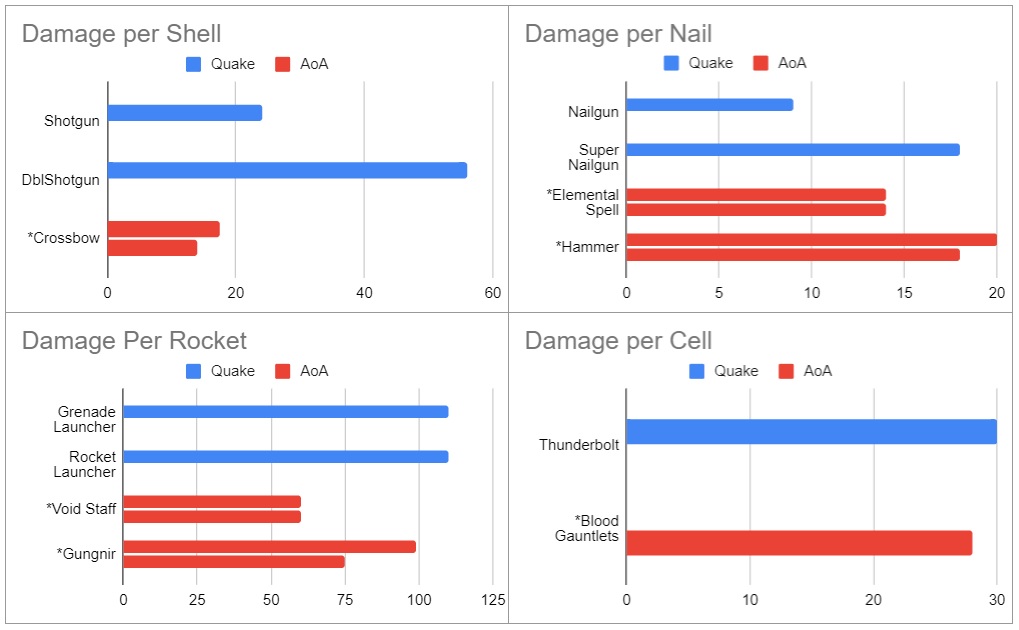 Damage per Shell
Quake AoA
Shotgun
DblShotgun
*Crossbow
0 20 40 60
Damage per Nail
Quake AoA
Nailgun
Super
Nailgun
*Elemental
Spell
*Hammer
0 5 10 15 20
Damage Per Rocket
Quake AoA
Grenade
Launcher
Rocket
Launcher
*Void Staff
*Gungnir
0 25 50 75 100 125
Damage per Cell
Quake AoA
Thunderbolt
*Blood
Gauntlets
0 10 20 30